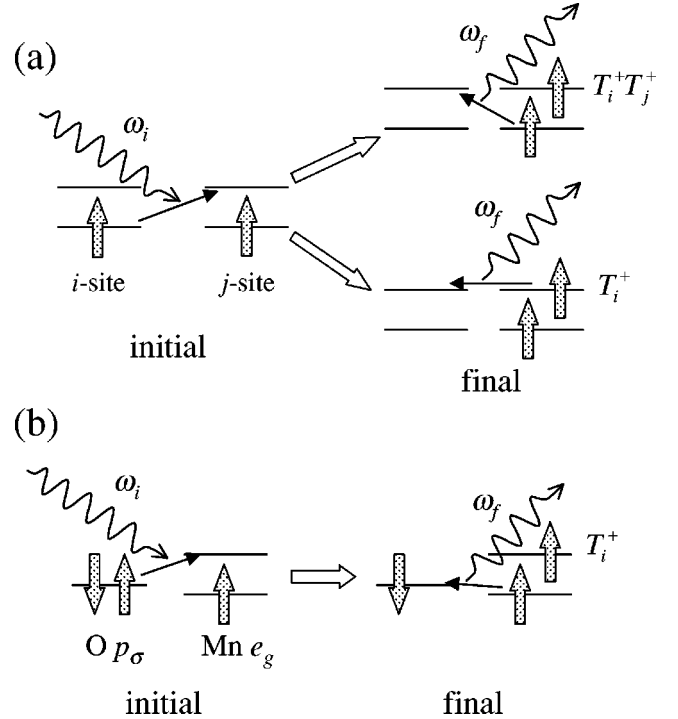 (a)
ω_f
T_i^+ T_j^+
ω_i
ω_f
i-site
j-site
T_i^+
initial
final
(b)
ω_i
ω_f
T_i^+
O p_σ
Mn e_g
initial
final